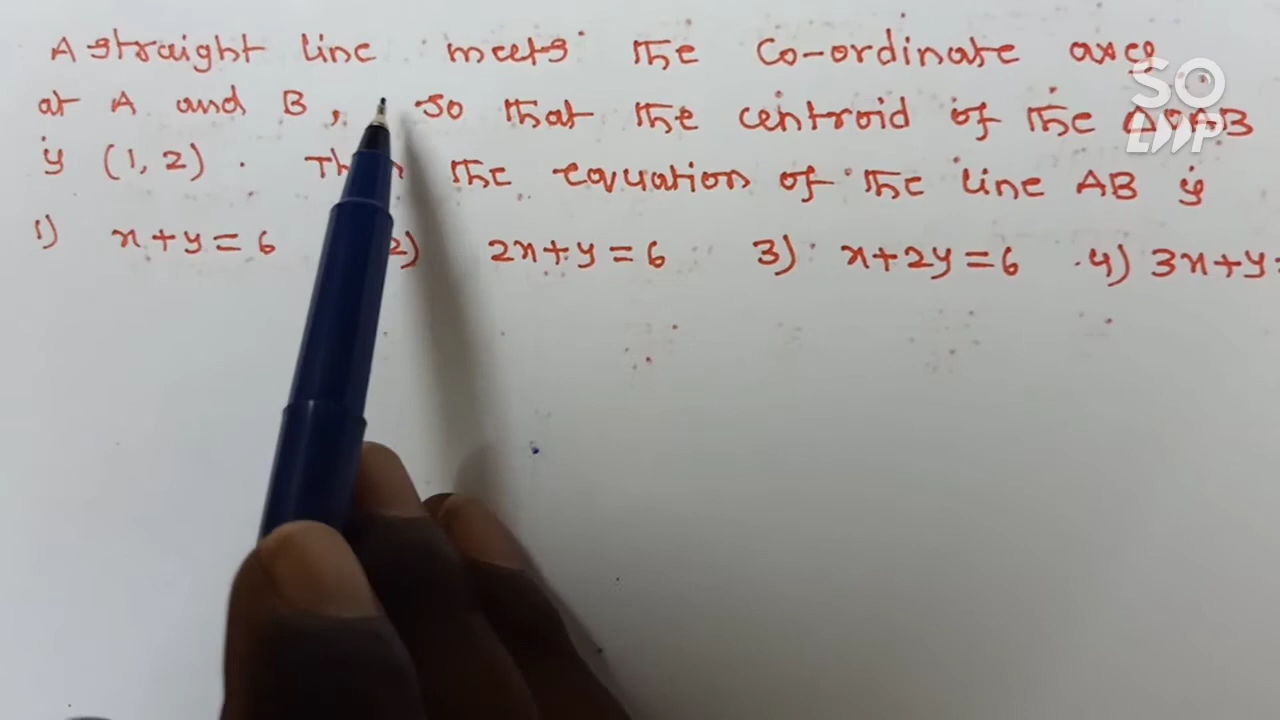 A straight line meets the co-ordinate axes
at A and B, so that the centroid of the
is (1, 2). the equation of the line AB is
1) x+y=6 2) 2x+y=6 3) x+2y=6 4) 3x+y=
SO
LP